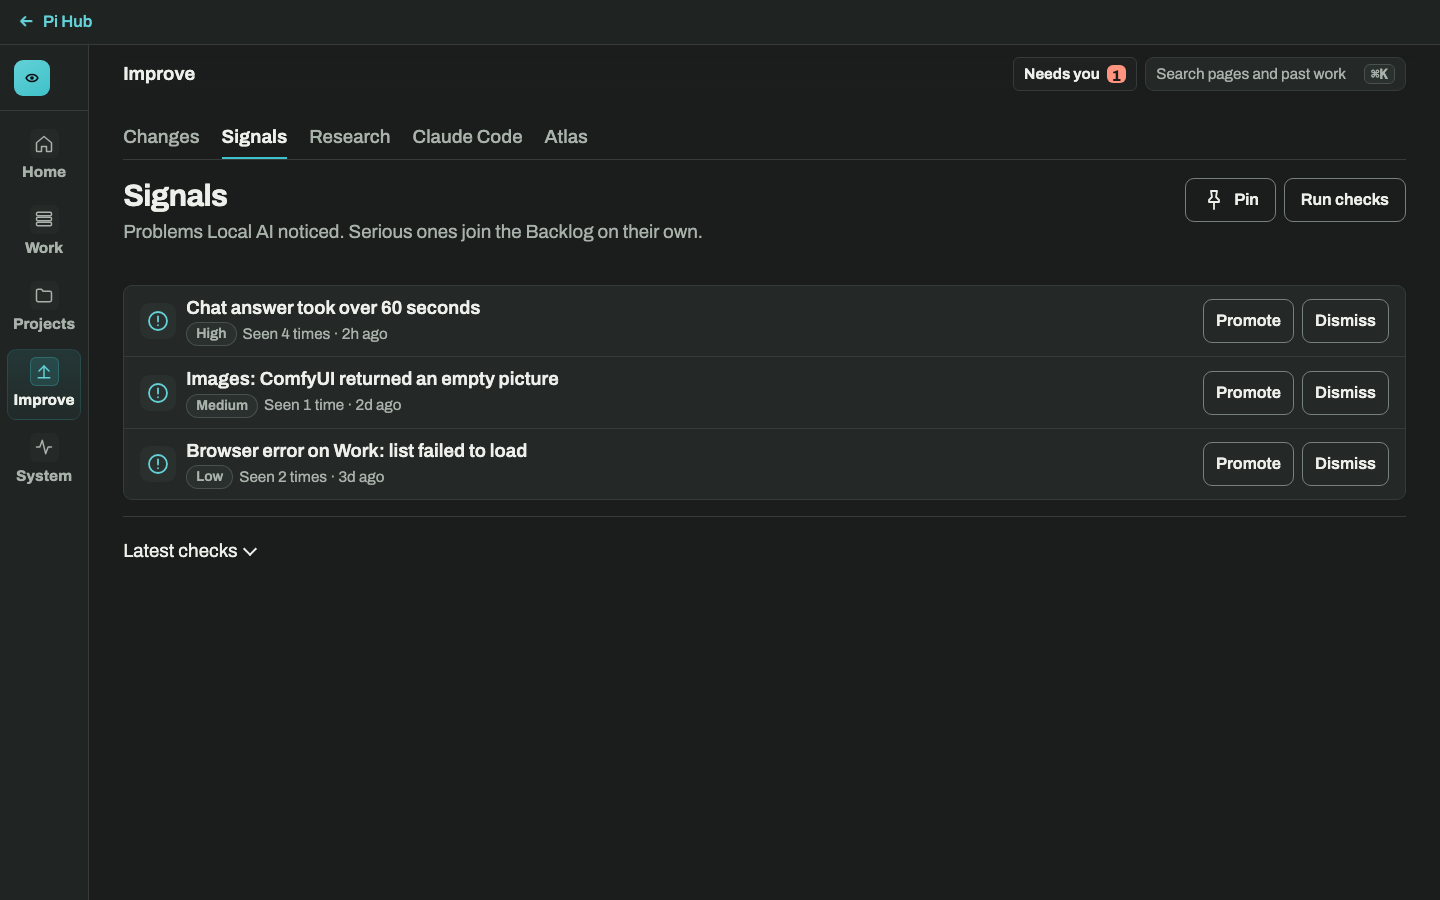 Pi Hub
Improve
Needs you 1
Search pages and past work ⌘K
Home
Work
Projects
Improve
System
Changes Signals Research Claude Code Atlas
Signals
Pin
Run checks
Problems Local AI noticed. Serious ones join the Backlog on their own.
Chat answer took over 60 seconds
High Seen 4 times · 2h ago
Promote Dismiss
Images: ComfyUI returned an empty picture
Medium Seen 1 time · 2d ago
Promote Dismiss
Browser error on Work: list failed to load
Low Seen 2 times · 3d ago
Promote Dismiss
Latest checks